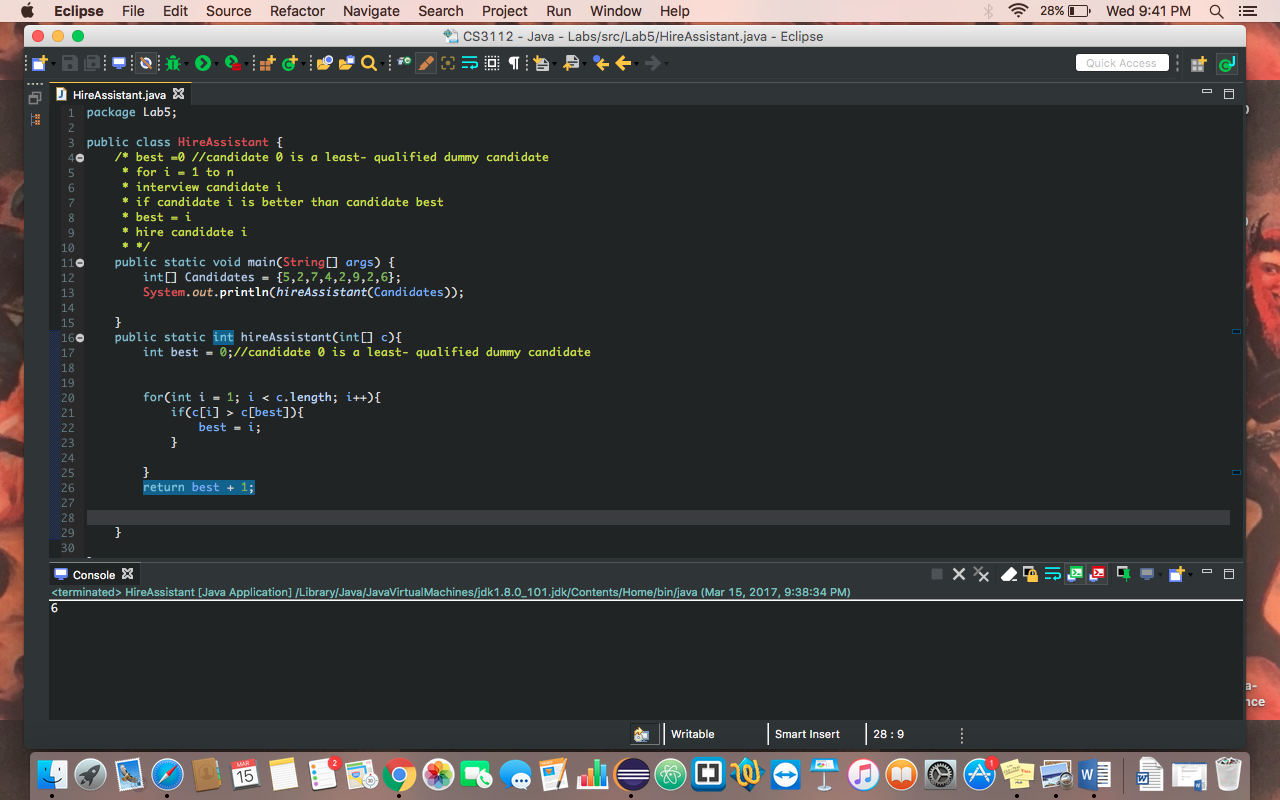 Eclipse File Edit Source Refactor Navigate Search Project Run Window Help 28% Wed 9:41 PM
CS3112 - Java - Labs/src/Lab5/HireAssistant.java - Eclipse
Quick Access
HireAssistant.java
1 package Lab5;
2
3 public class HireAssistant {
4 /* best =0 //candidate 0 is a least- qualified dummy candidate
5 * for i = 1 to n
6 * interview candidate i
7 * if candidate i is better than candidate best
8 * best = i
9 * hire candidate i
10 * */
11 public static void main(String[] args) {
12 int[] Candidates = {5,2,7,4,2,9,2,6};
13 System.out.println(hireAssistant(Candidates));
14
15 }
16 public static int hireAssistant(int[] c){
17 int best = 0;//candidate 0 is a least- qualified dummy candidate
18
19
20 for(int i = 1; i < c.length; i++){
21 if(c[i] > c[best]){
22 best = i;
23 }
24
25 }
26 return best + 1;
27
28
29 }
30
Console
<terminated> HireAssistant [Java Application] /Library/Java/JavaVirtualMachines/jdk1.8.0_101.jdk/Contents/Home/bin/java (Mar 15, 2017, 9:38:34 PM)
6
a-
nce
Writable Smart Insert 28 : 9
MAR
15
2
1